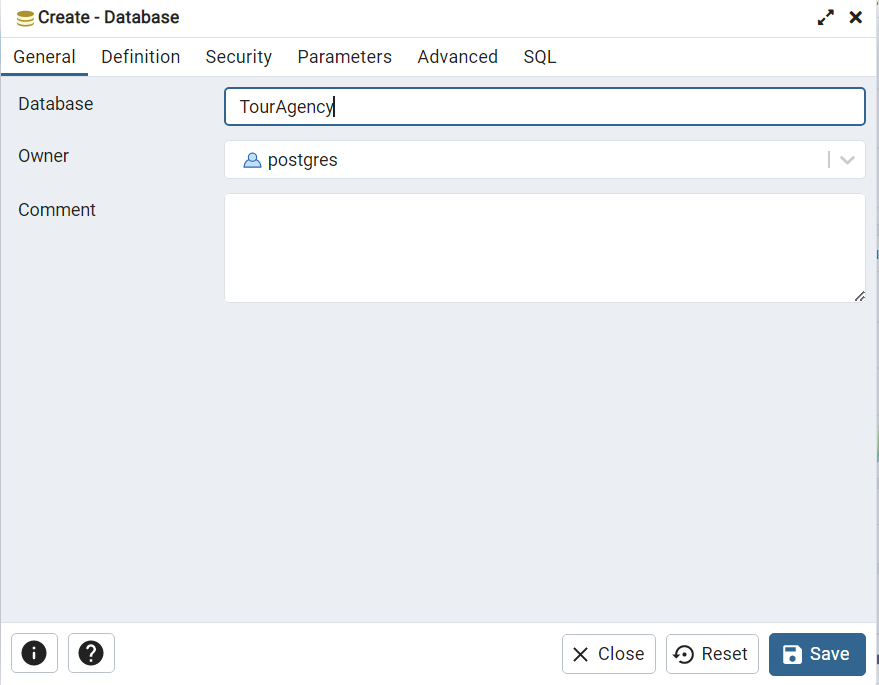 Create - Database
General Definition Security Parameters Advanced SQL
Database TourAgency
Owner postgres
Comment
Close Reset Save